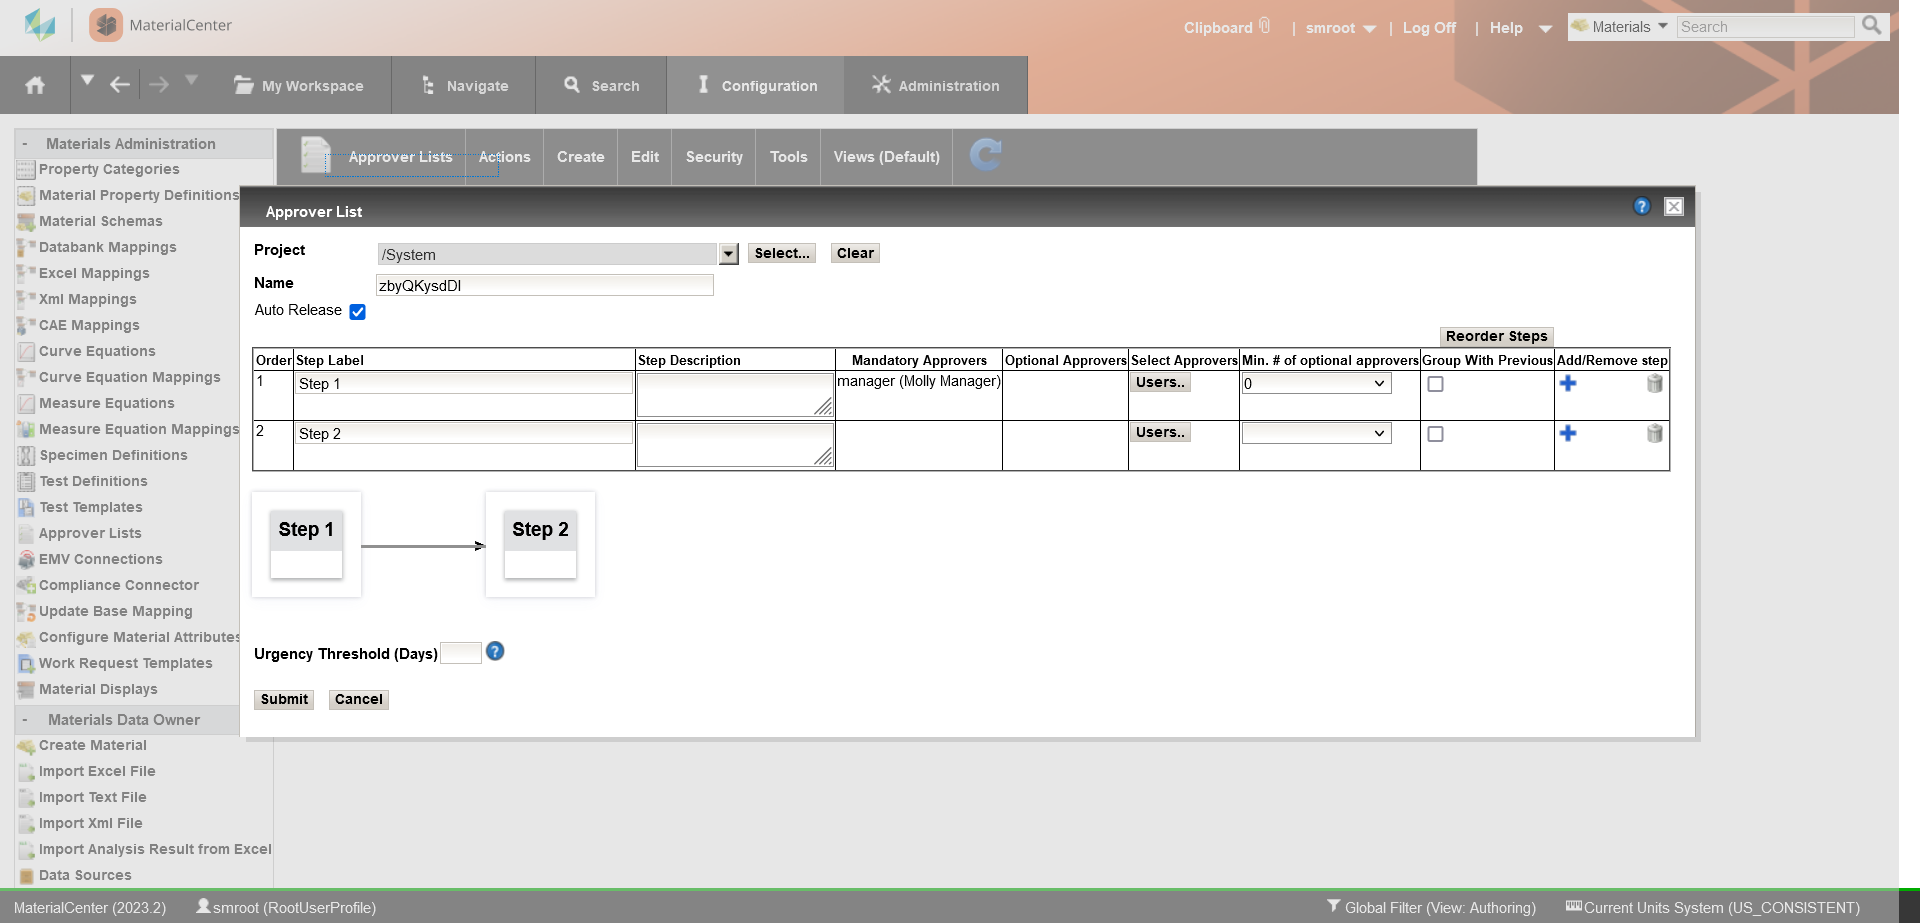 MaterialCenter
Clipboard | smroot | Log Off | Help Materials Search
My Workspace Navigate Search Configuration Administration
- Materials Administration
Property Categories
Material Property Definitions
Material Schemas
Databank Mappings
Excel Mappings
Xml Mappings
CAE Mappings
Curve Equations
Curve Equation Mappings
Measure Equations
Measure Equation Mappings
Specimen Definitions
Test Definitions
Test Templates
Approver Lists
EMV Connections
Compliance Connector
Update Base Mapping
Configure Material Attributes
Work Request Templates
Material Displays
- Materials Data Owner
Create Material
Import Excel File
Import Text File
Import Xml File
Import Analysis Result from Excel
Data Sources
Approver Lists Actions Create Edit Security Tools Views (Default)
Approver List ?
Project /System Select... Clear
Name zbyQKysdDI
Auto Release
Reorder Steps
Order Step Label Step Description Mandatory Approvers Optional Approvers Select Approvers Min. # of optional approvers Group With Previous Add/Remove step
1 Step 1 manager (Molly Manager) Users.. 0
2 Step 2 Users..
Step 1 Step 2
Urgency Threshold (Days) ?
Submit Cancel
MaterialCenter (2023.2) smroot (RootUserProfile) Global Filter (View: Authoring) Current Units System (US_CONSISTENT)